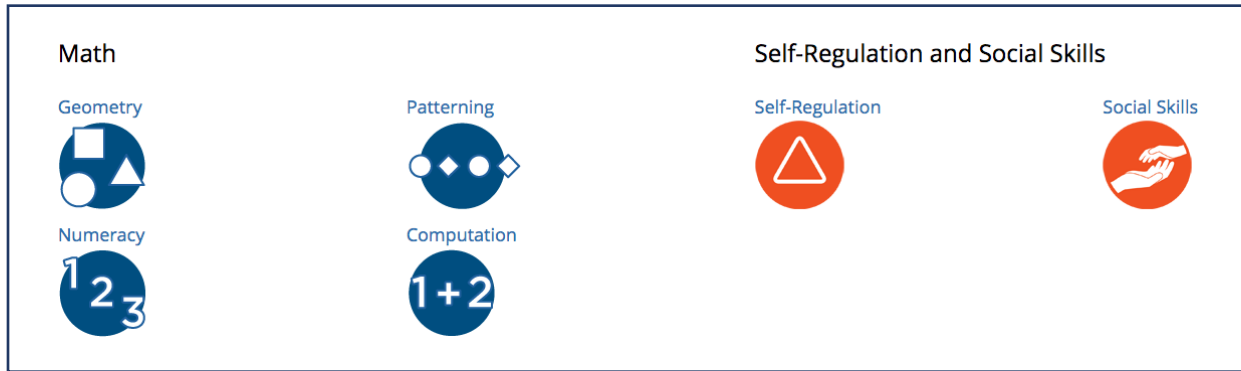 Math
Geometry
Patterning
Numeracy
1 2 3
Computation
1 + 2
Self-Regulation and Social Skills
Self-Regulation
Social Skills